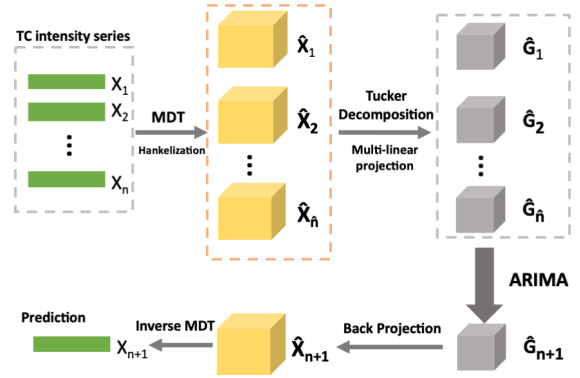 TC intensity series
X₁
X₂
Xₙ
MDT
Hankelization
X̂₁
X̂₂
X̂ₙ̂
Tucker
Decomposition
Multi-linear
projection
Ĝ₁
Ĝ₂
Ĝₙ̂
ARIMA
Prediction
Xₙ₊₁
Inverse MDT
X̂ₙ₊₁
Back Projection
Ĝₙ₊₁